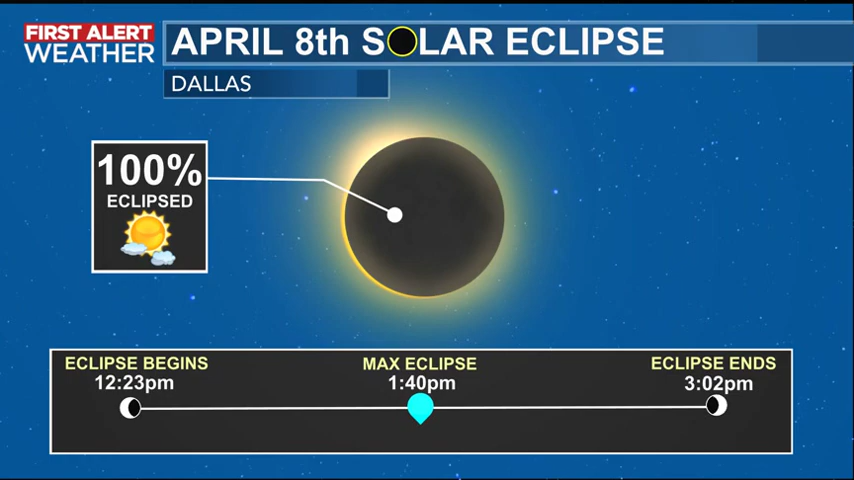 FIRST ALERT
WEATHER
APRIL 8th SOLAR ECLIPSE
DALLAS
100%
ECLIPSED
ECLIPSE BEGINS
12:23pm
MAX ECLIPSE
1:40pm
ECLIPSE ENDS
3:02pm